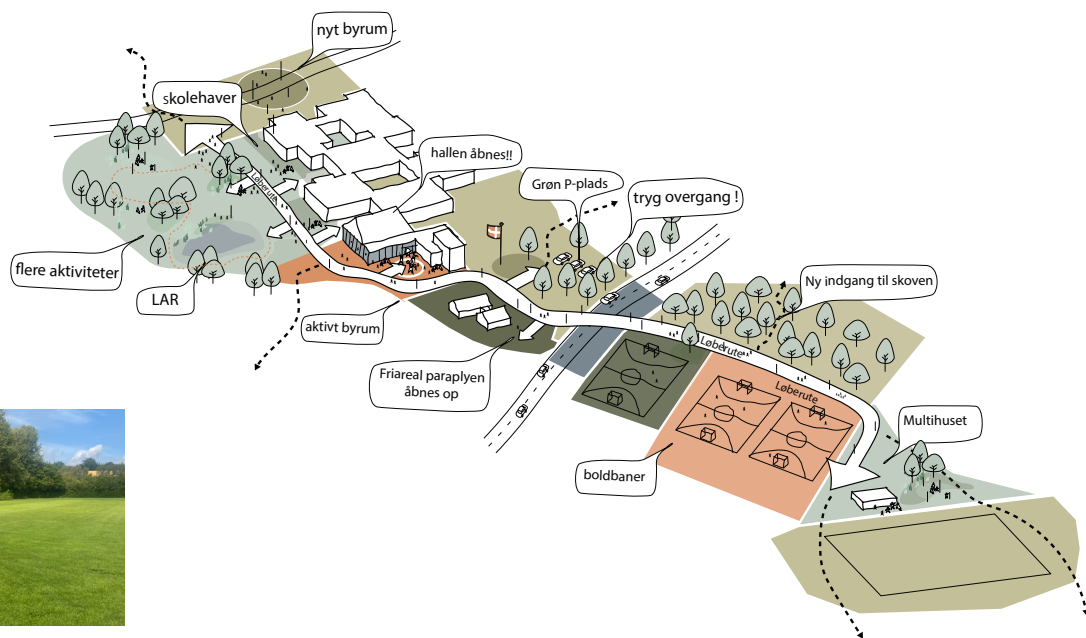 nyt byrum
skolehaver
hallen åbnes!!
Grøn P-plads
tryg overgang !
Løberute
flere aktiviteter
LAR
aktivt byrum
Ny indgang til skoven
Friareal paraplyen
åbnes op
Løberute
Løberute
Multihuset
boldbaner